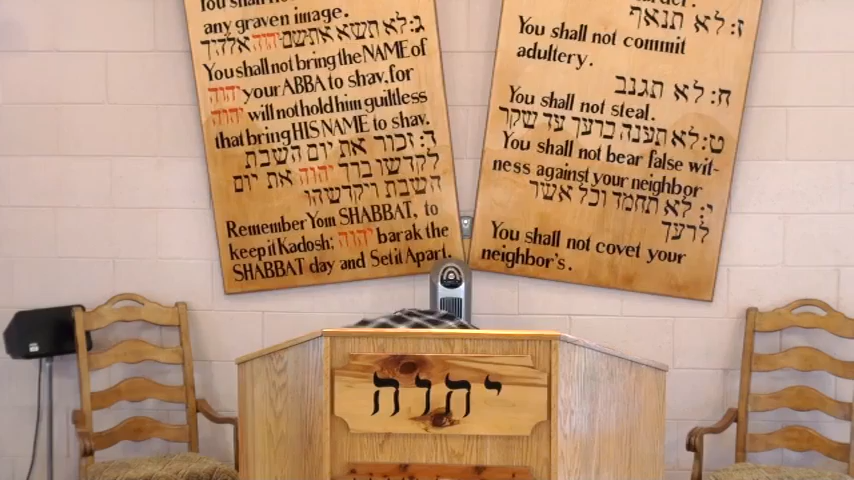 You shall no
any graven image.
ג: לא תשא את־שם־יהוה אלהיך
You shall not bring the NAME of
יהוה your ABBA to shav. for
יהוה will not hold him guiltless
that bring HIS NAME to shav.
ד: זכור את יום השבת
לקדשו ברך יהוה את יום
השבת ויקדשיהו
Remember Yom SHABBAT, to
keep it Kadosh; יהוה barak the
SHABBAT day and Set it Apart.
ז: לא תנאף
You shall not commit
adultery.
ח: לא תגנב
You shall not steal.
ט: לא־תענה ברעך עד שקר
You shall not bear false wit-
ness against your neighbor
י: לא תחמד וכל אשר
לרעך
You shall not covet your
neighbor's.
יהוה